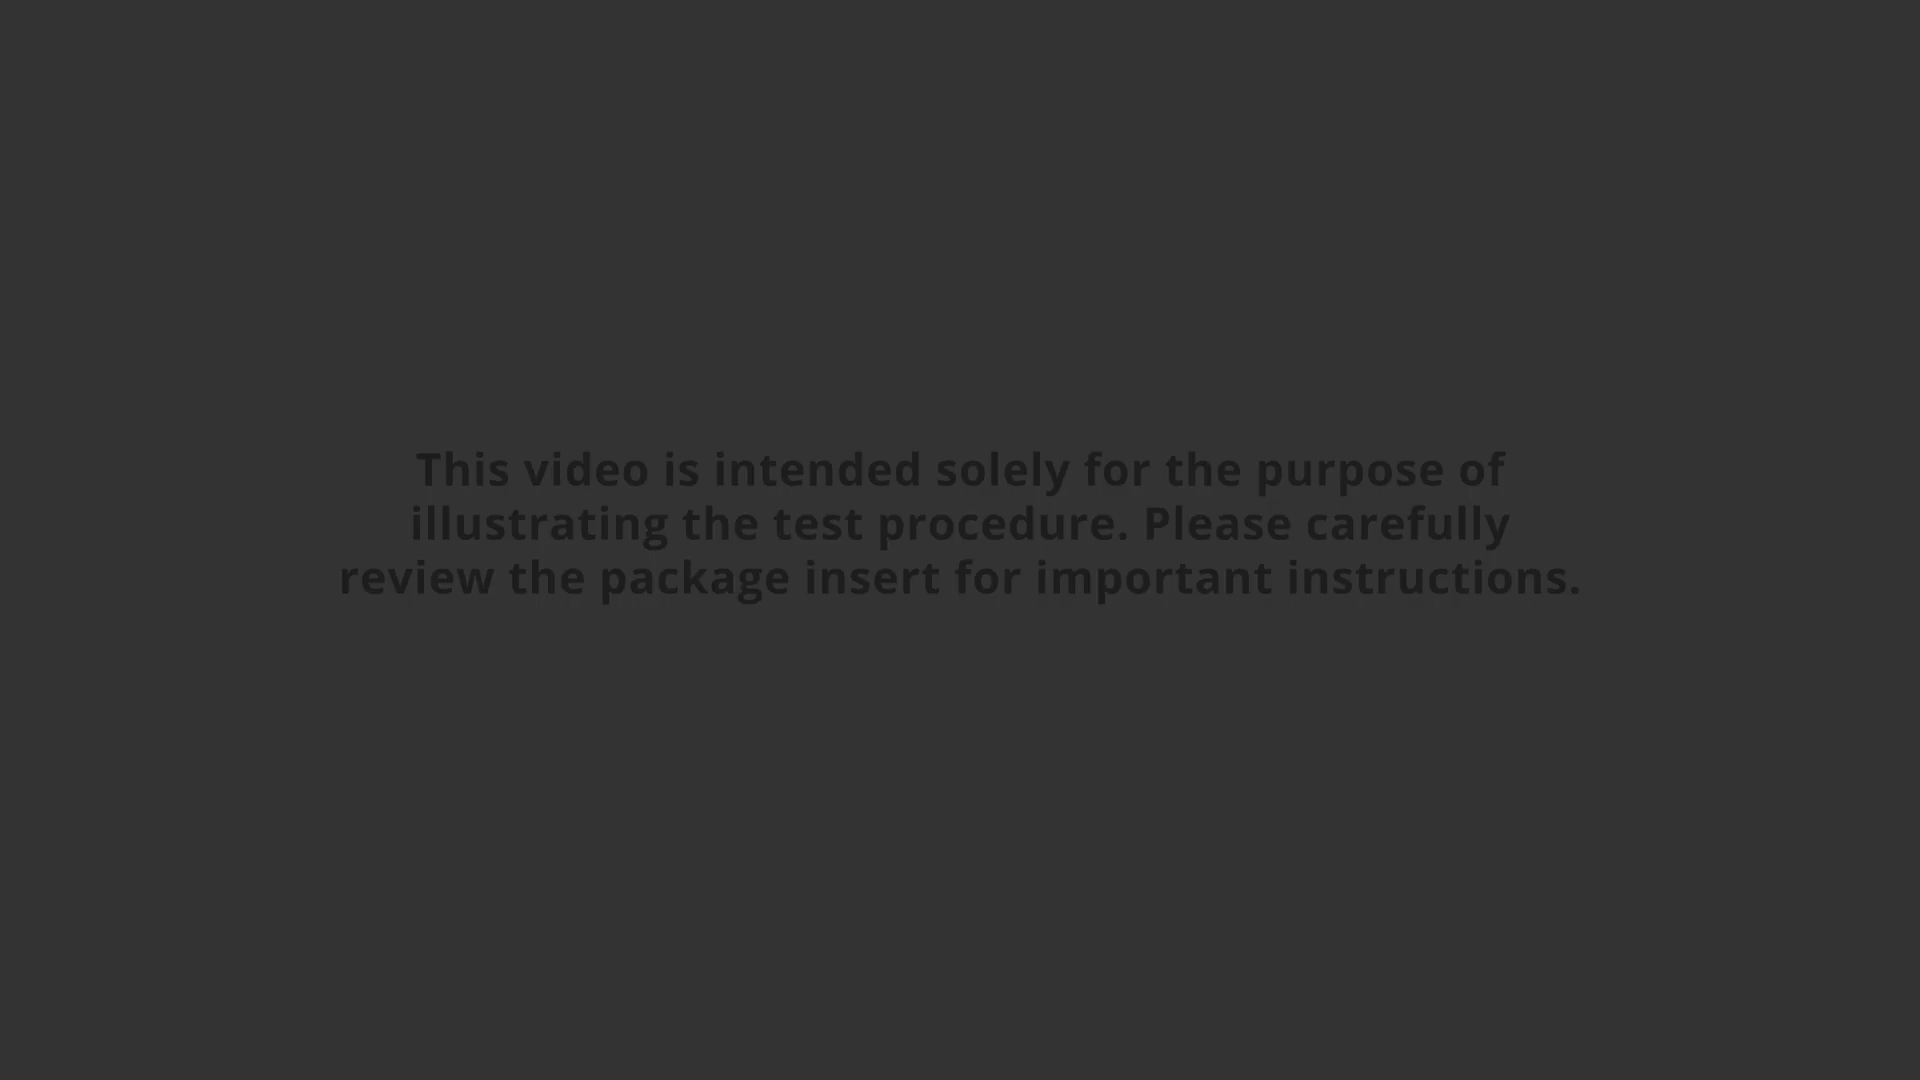 This video is intended solely for the purpose of
illustrating the test procedure. Please carefully
review the package insert for important instructions.